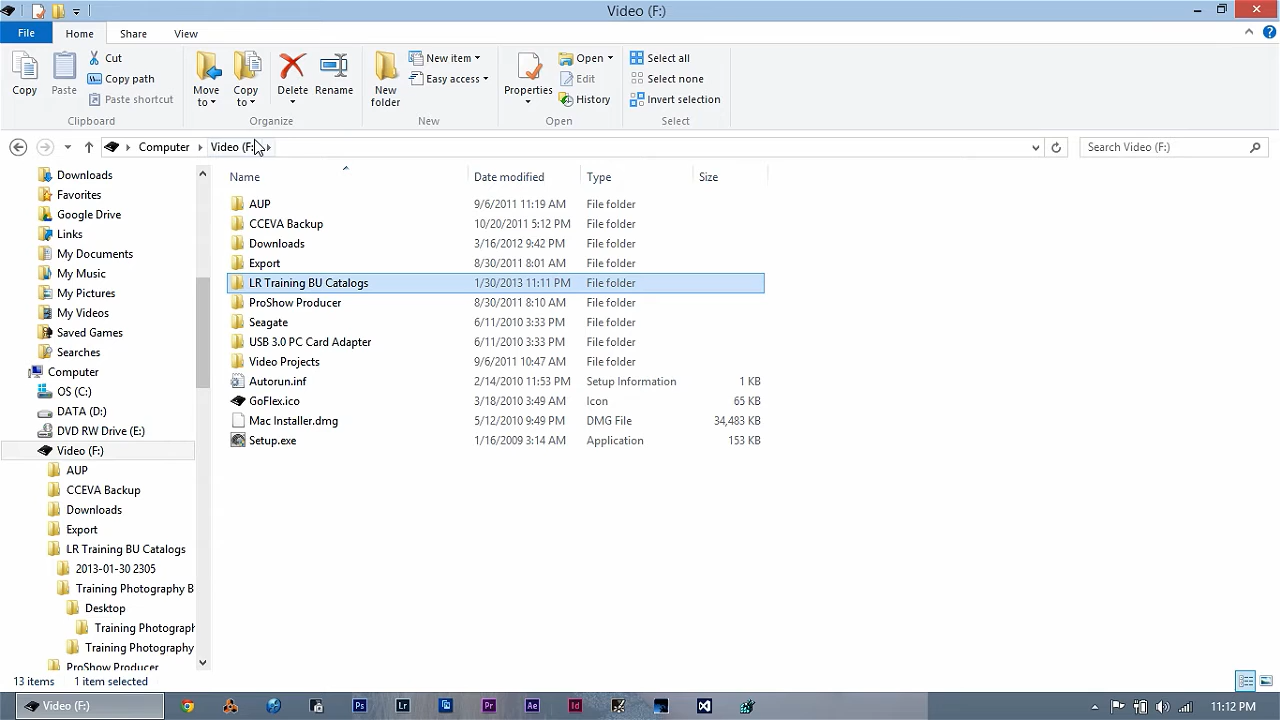 Video (F:)
File Home Share View
Copy Paste Cut Copy path Paste shortcut Move to Copy to Delete Rename New folder New item Easy access Properties Open Edit History Select all Select none Invert selection
Clipboard Organize New Open Select
Computer Video (F:) Search Video (F:)
Downloads
Favorites
Google Drive
Links
My Documents
My Music
My Pictures
My Videos
Saved Games
Searches
Computer
OS (C:)
DATA (D:)
DVD RW Drive (E:)
Video (F:)
AUP
CCEVA Backup
Downloads
Export
LR Training BU Catalogs
2013-01-30 2305
Training Photography B
Desktop
Training Photograph
Training Photography
ProShow Producer
Name Date modified Type Size
AUP 9/6/2011 11:19 AM File folder
CCEVA Backup 10/20/2011 5:12 PM File folder
Downloads 3/16/2012 9:42 PM File folder
Export 8/30/2011 8:01 AM File folder
LR Training BU Catalogs 1/30/2013 11:11 PM File folder
ProShow Producer 8/30/2011 8:10 AM File folder
Seagate 6/11/2010 3:33 PM File folder
USB 3.0 PC Card Adapter 6/11/2010 3:33 PM File folder
Video Projects 9/6/2011 10:47 AM File folder
Autorun.inf 2/14/2010 11:53 PM Setup Information 1 KB
GoFlex.ico 3/18/2010 3:49 AM Icon 65 KB
Mac Installer.dmg 5/12/2010 9:49 PM DMG File 34,483 KB
Setup.exe 1/16/2009 3:14 AM Application 153 KB
13 items 1 item selected
Video (F:) Ps Lr Pr Ae Id 11:12 PM